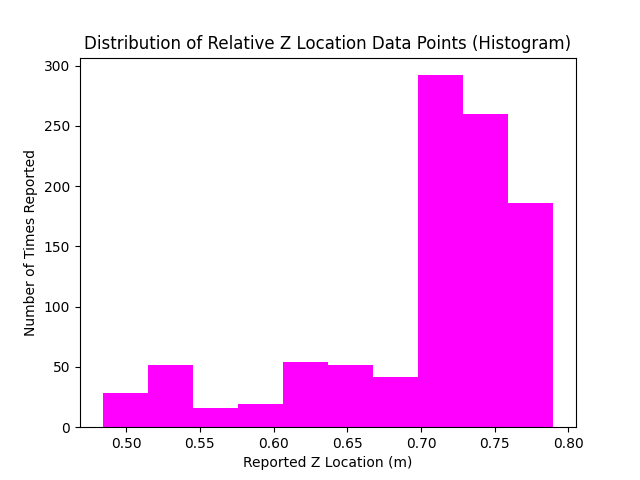 Distribution of Relative Z Location Data Points (Histogram)
300
250
200
150
100
50
0
Number of Times Reported
0.50 0.55 0.60 0.65 0.70 0.75 0.80
Reported Z Location (m)